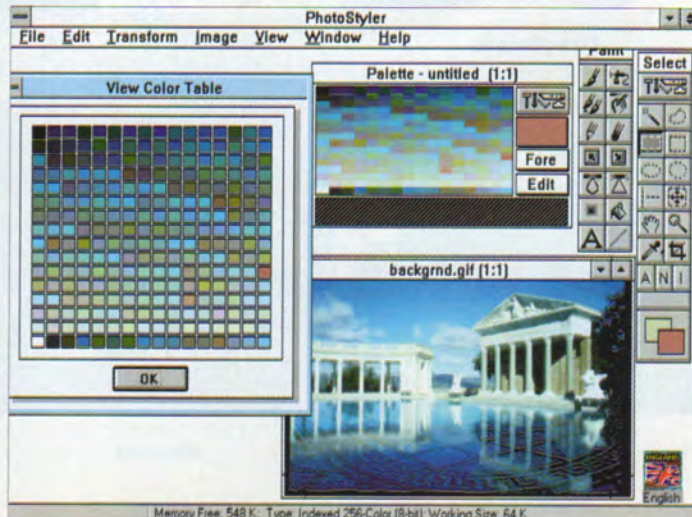 PhotoStyler
File Edit Transform Image View Window Help
View Color Table
OK
Palette - untitled (1:1)
Fore
Edit
Paint
A
Select
A N I
backgrnd.gif (1:1)
English
Memory Free: 548 K; Type: Indexed 256-Color (8-bit); Working Size: 64 K